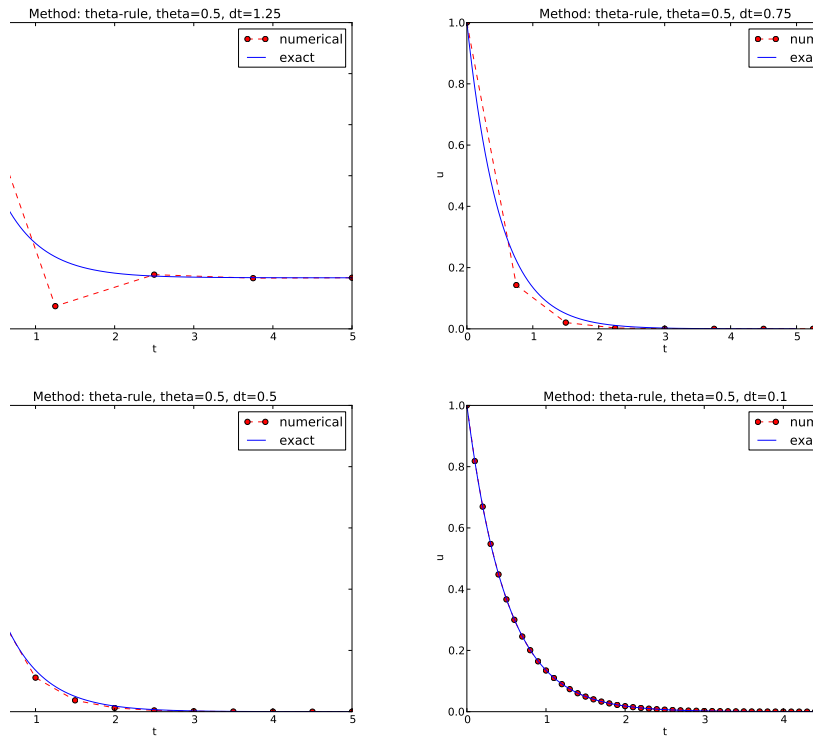 Method: theta-rule, theta=0.5, dt=1.25
numerical
exact
1 2 3 4 5
t
Method: theta-rule, theta=0.5, dt=0.75
num
exa
1.0
0.8
0.6
0.4
0.2
0.0
u
0 1 2 3 4 5
t
Method: theta-rule, theta=0.5, dt=0.5
numerical
exact
1 2 3 4 5
t
Method: theta-rule, theta=0.5, dt=0.1
num
exa
1.0
0.8
0.6
0.4
0.2
0.0
u
0 1 2 3 4
t